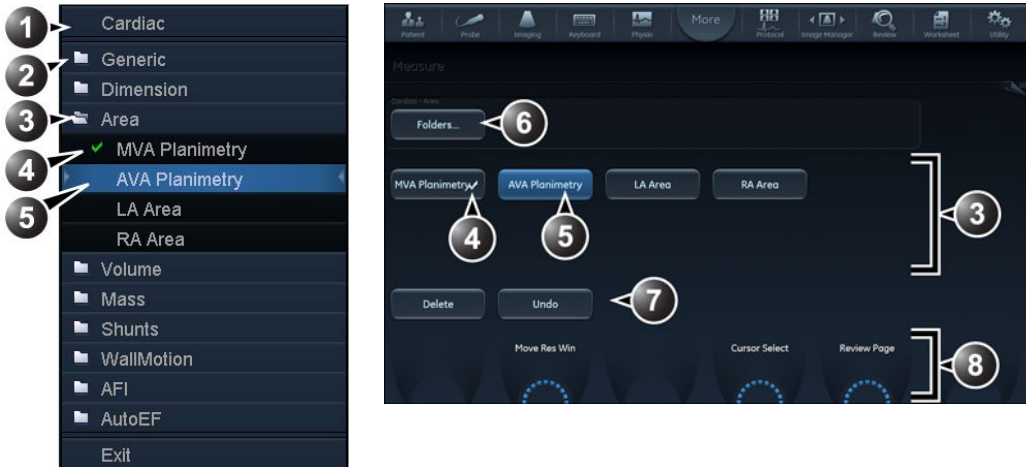 1
Cardiac
2
Generic
Dimension
3
Area
4
MVA Planimetry
5
AVA Planimetry
LA Area
RA Area
Volume
Mass
Shunts
WallMotion
AFI
AutoEF
Exit
Patient Probe Imaging Keyboard Physio More Protocol Image Manager Review Worksheet Utility
Measure
Cardiac - Area
Folders... 6
MVA Planimetry AVA Planimetry LA Area RA Area
4 5 3
Delete Undo 7
Move Res Win Cursor Select Review Page 8